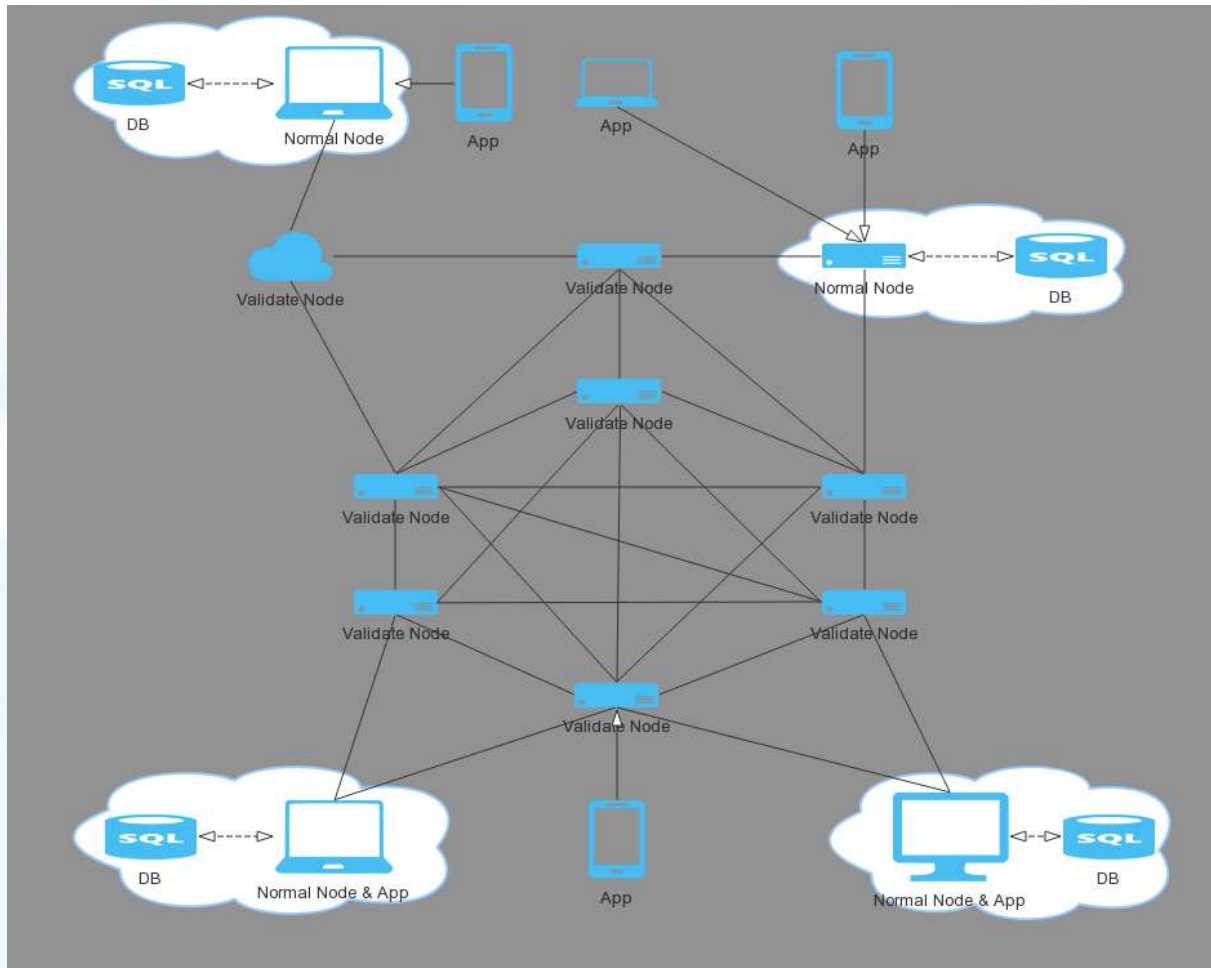 SQL
DB
Normal Node
App
App
App
Validate Node
Validate Node
Normal Node
SQL
DB
Validate Node
Validate Node
Validate Node
Validate Node
Validate Node
Validate Node
SQL
DB
Normal Node & App
App
Normal Node & App
SQL
DB